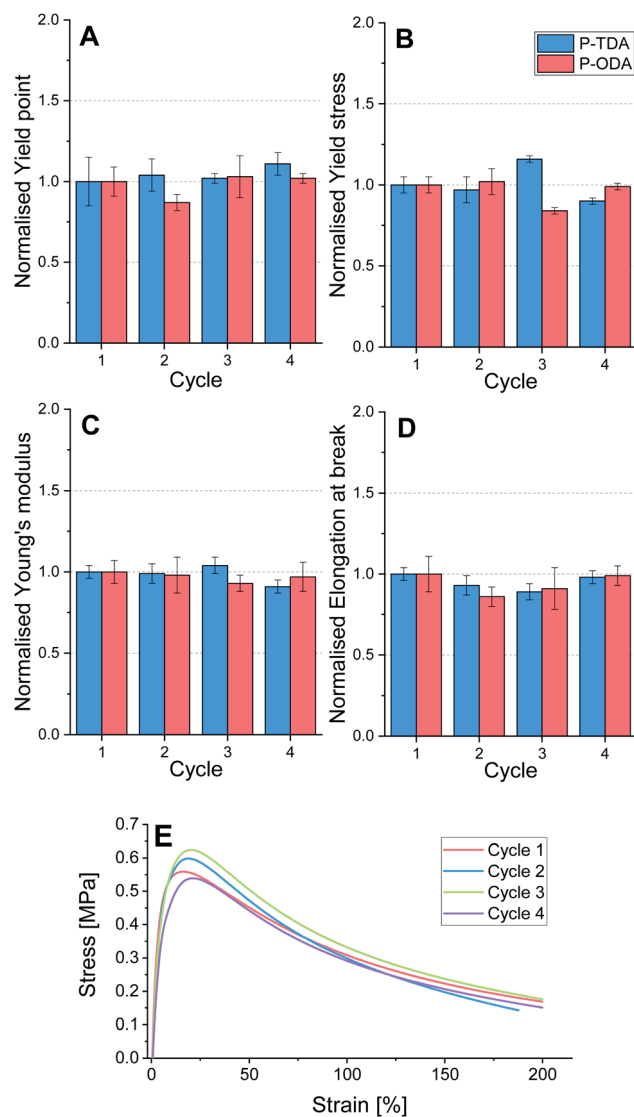 A
Normalised Yield point
2.0
1.5
1.0
0.5
0.0
1 2 3 4
Cycle
B
P-TDA
P-ODA
Normalised Yield stress
2.0
1.5
1.0
0.5
0.0
1 2 3 4
Cycle
C
Normalised Young's modulus
2.0
1.5
1.0
0.5
0.0
1 2 3 4
Cycle
D
Normalised Elongation at break
2.0
1.5
1.0
0.5
0.0
1 2 3 4
Cycle
E
Stress [MPa]
0.7
0.6
0.5
0.4
0.3
0.2
0.1
0.0
Cycle 1
Cycle 2
Cycle 3
Cycle 4
0 50 100 150 200
Strain [%]